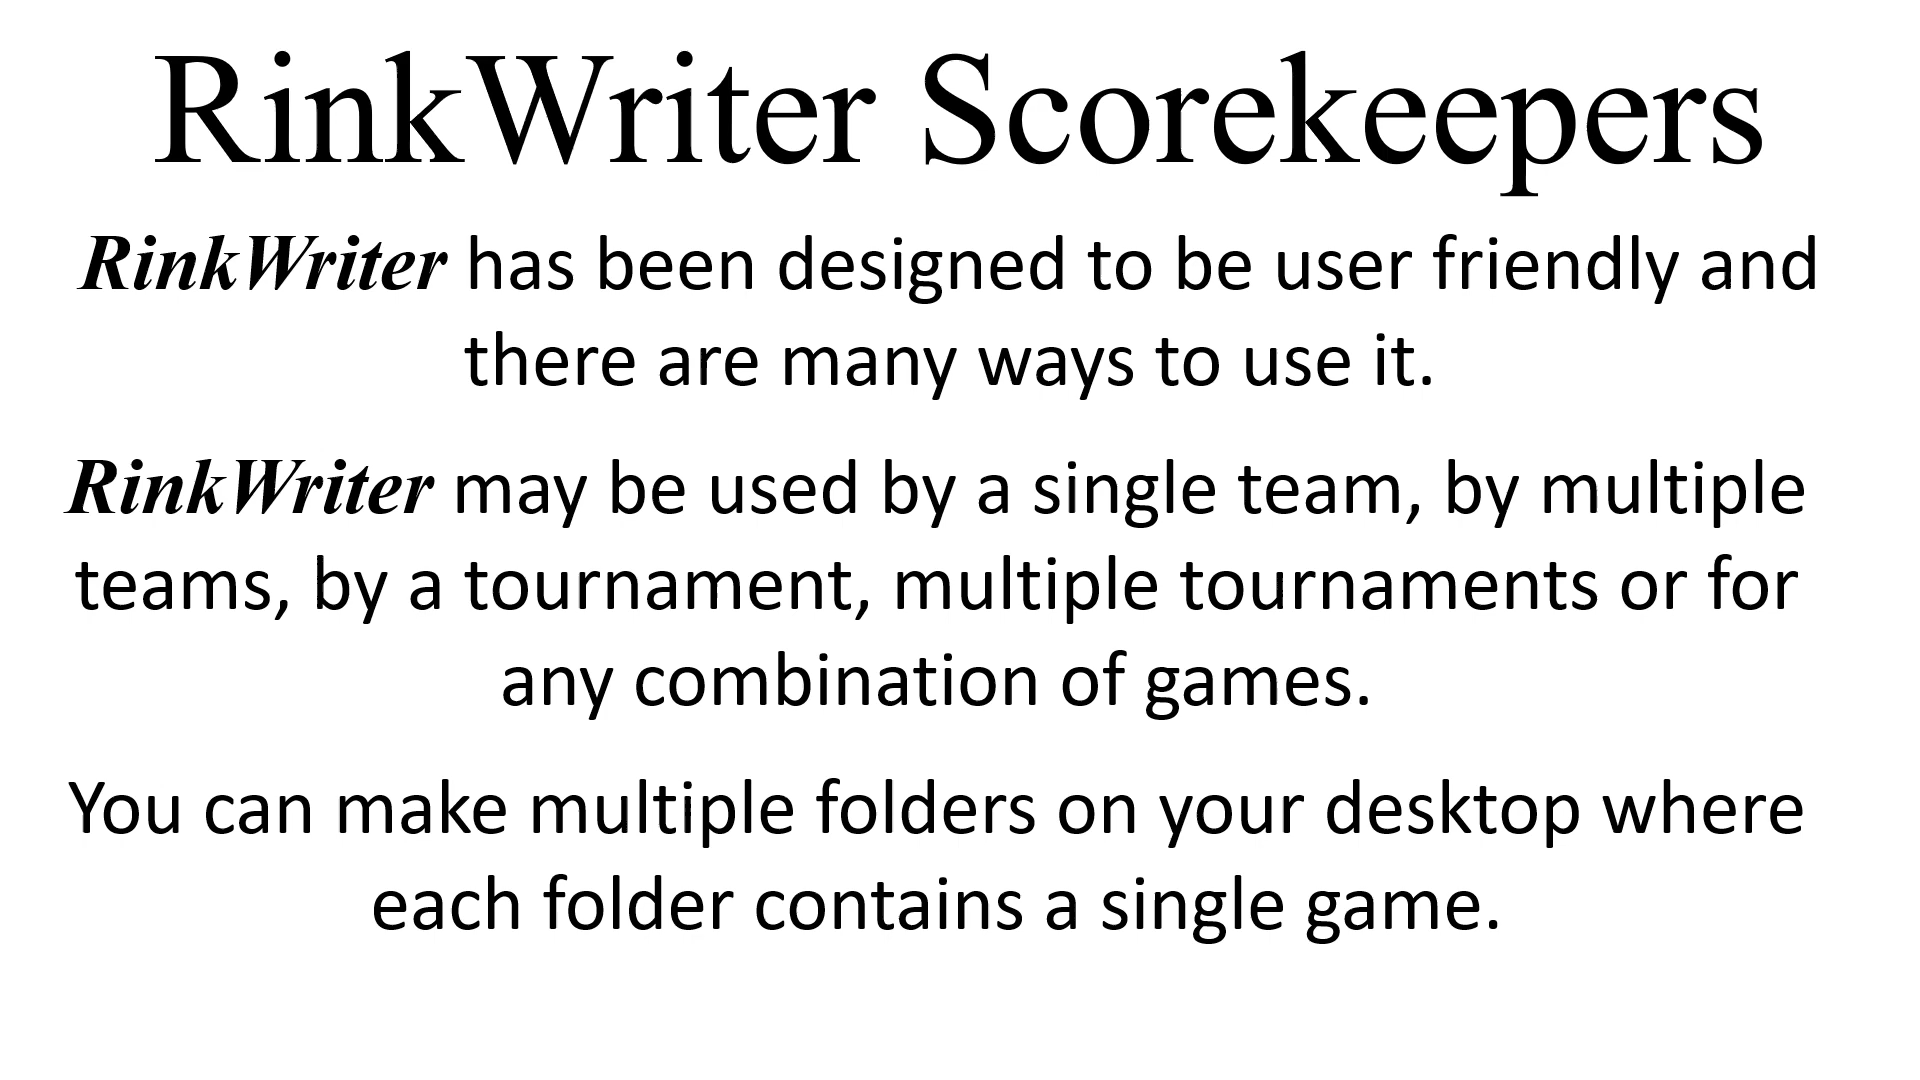 RinkWriter Scorekeepers
RinkWriter has been designed to be user friendly and
there are many ways to use it.
RinkWriter may be used by a single team, by multiple
teams, by a tournament, multiple tournaments or for
any combination of games.
You can make multiple folders on your desktop where
each folder contains a single game.